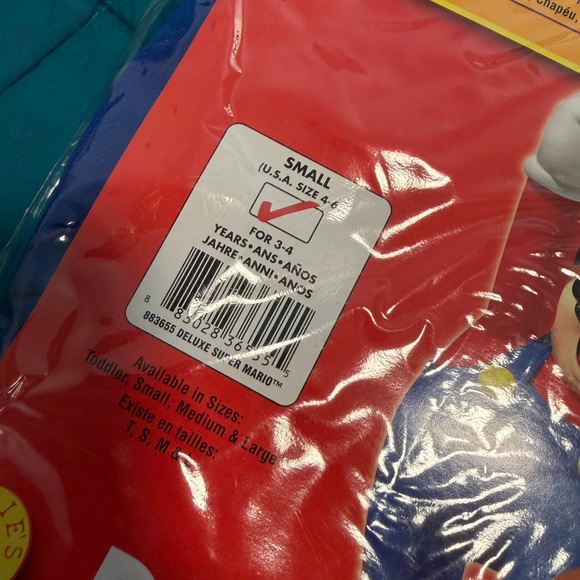 Chapéu,
SMALL
(U.S.A. SIZE 4-6
FOR 3-4
YEARS•ANS•AÑOS
JAHRE•ANNI•ANOS
883655 DELUXE SUPER MARIO™
Available in Sizes:
Toddler, Small, Medium & Large
Existe en tailles:
T, S, M &
IE'S